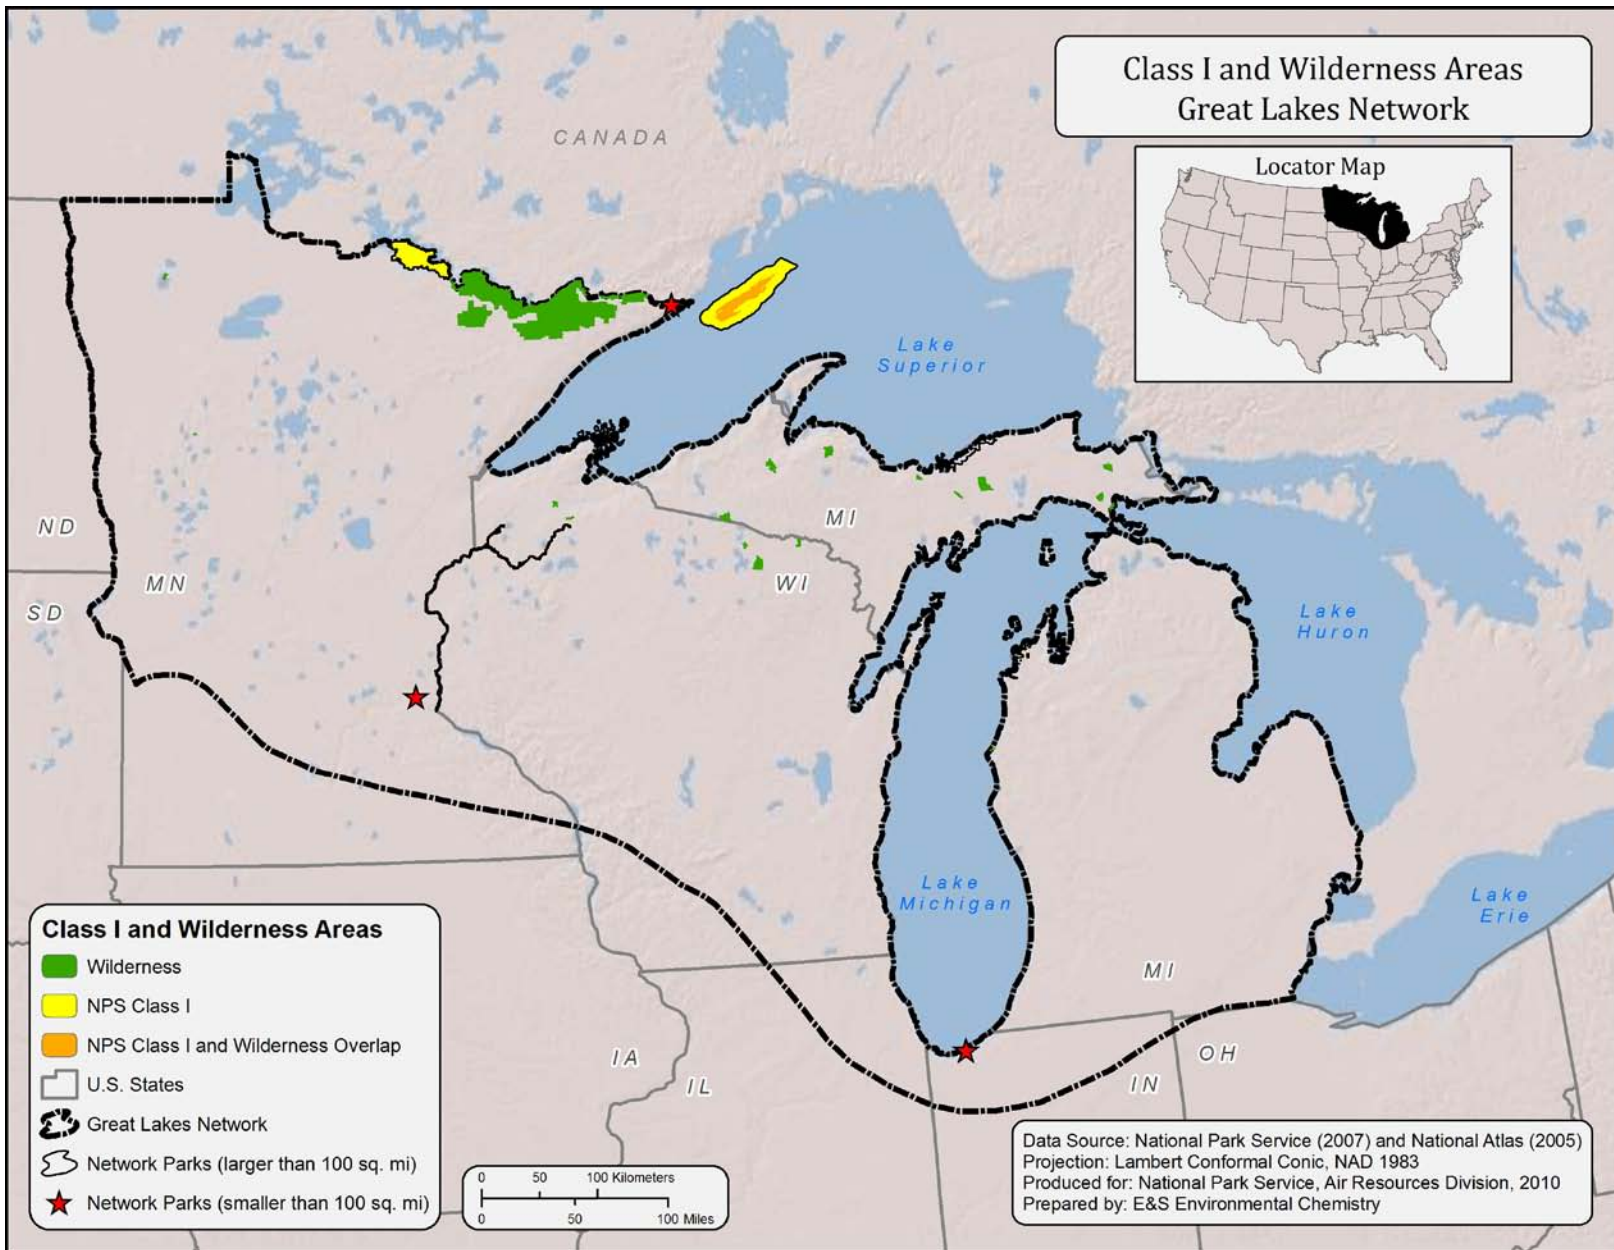 Class I and Wilderness Areas
Great Lakes Network
Locator Map
CANADA
Lake
Superior
ND
MN
SD
MI
WI
Lake
Huron
Lake
Michigan
Lake
Erie
MI
IA
IL
IN
OH
Class I and Wilderness Areas
Wilderness
NPS Class I
NPS Class I and Wilderness Overlap
U.S. States
Great Lakes Network
Network Parks (larger than 100 sq. mi)
Network Parks (smaller than 100 sq. mi)
0 50 100 Kilometers
0 50 100 Miles
Data Source: National Park Service (2007) and National Atlas (2005)
Projection: Lambert Conformal Conic, NAD 1983
Produced for: National Park Service, Air Resources Division, 2010
Prepared by: E&S Environmental Chemistry